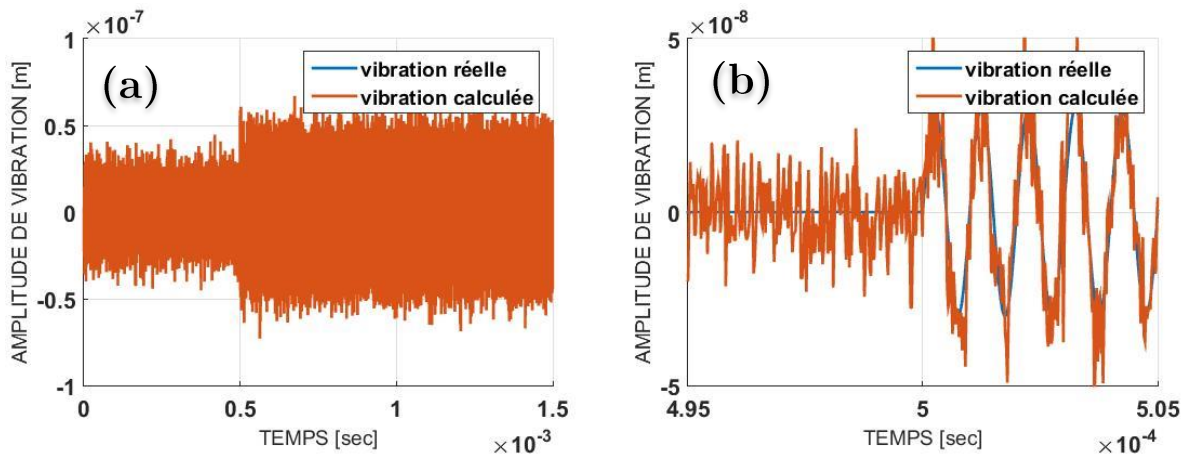 ×10⁻⁷
1
0.5
0
-0.5
-1
AMPLITUDE DE VIBRATION [m]
(a)
vibration réelle
vibration calculée
0 0.5 1 1.5
TEMPS [sec]
×10⁻³
×10⁻⁸
5
0
-5
AMPLITUDE DE VIBRATION [m]
(b)
vibration réelle
vibration calculée
4.95 5 5.05
TEMPS [sec]
×10⁻⁴